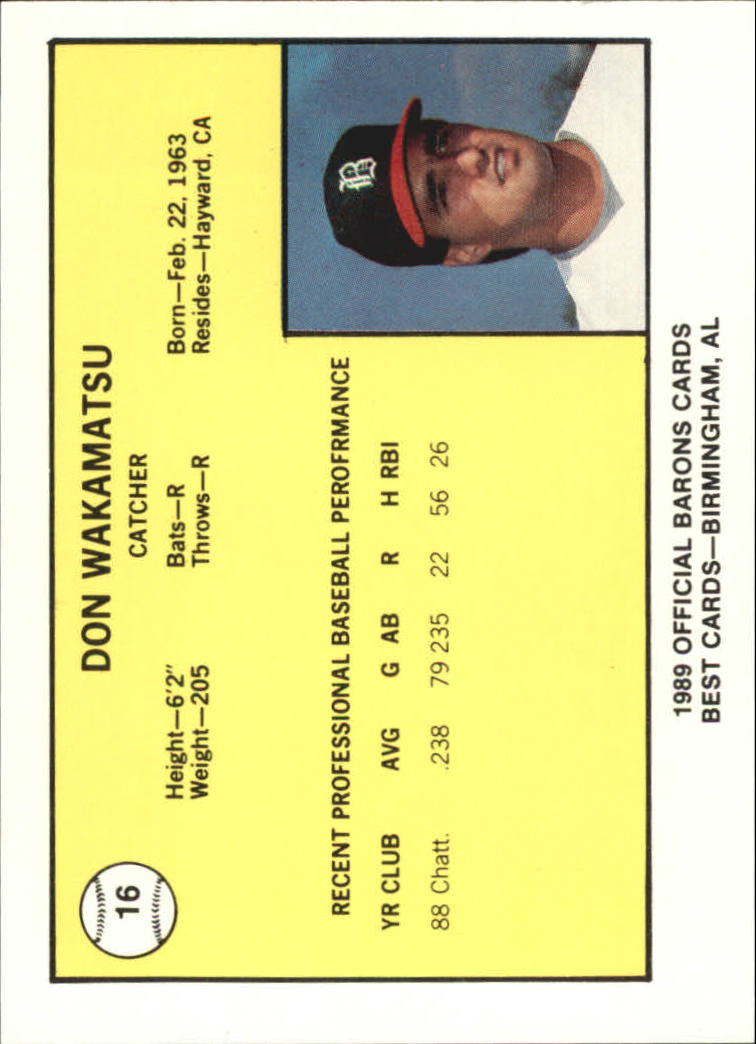 16
DON WAKAMATSU
CATCHER
Height—6'2" Bats—R Born—Feb. 22, 1963
Weight—205 Throws—R Resides—Hayward, CA
B
RECENT PROFESSIONAL BASEBALL PEROFRMANCE
YR CLUB AVG G AB R H RBI
88 Chatt. .238 79 235 22 56 26
1989 OFFICIAL BARONS CARDS
BEST CARDS—BIRMINGHAM, AL